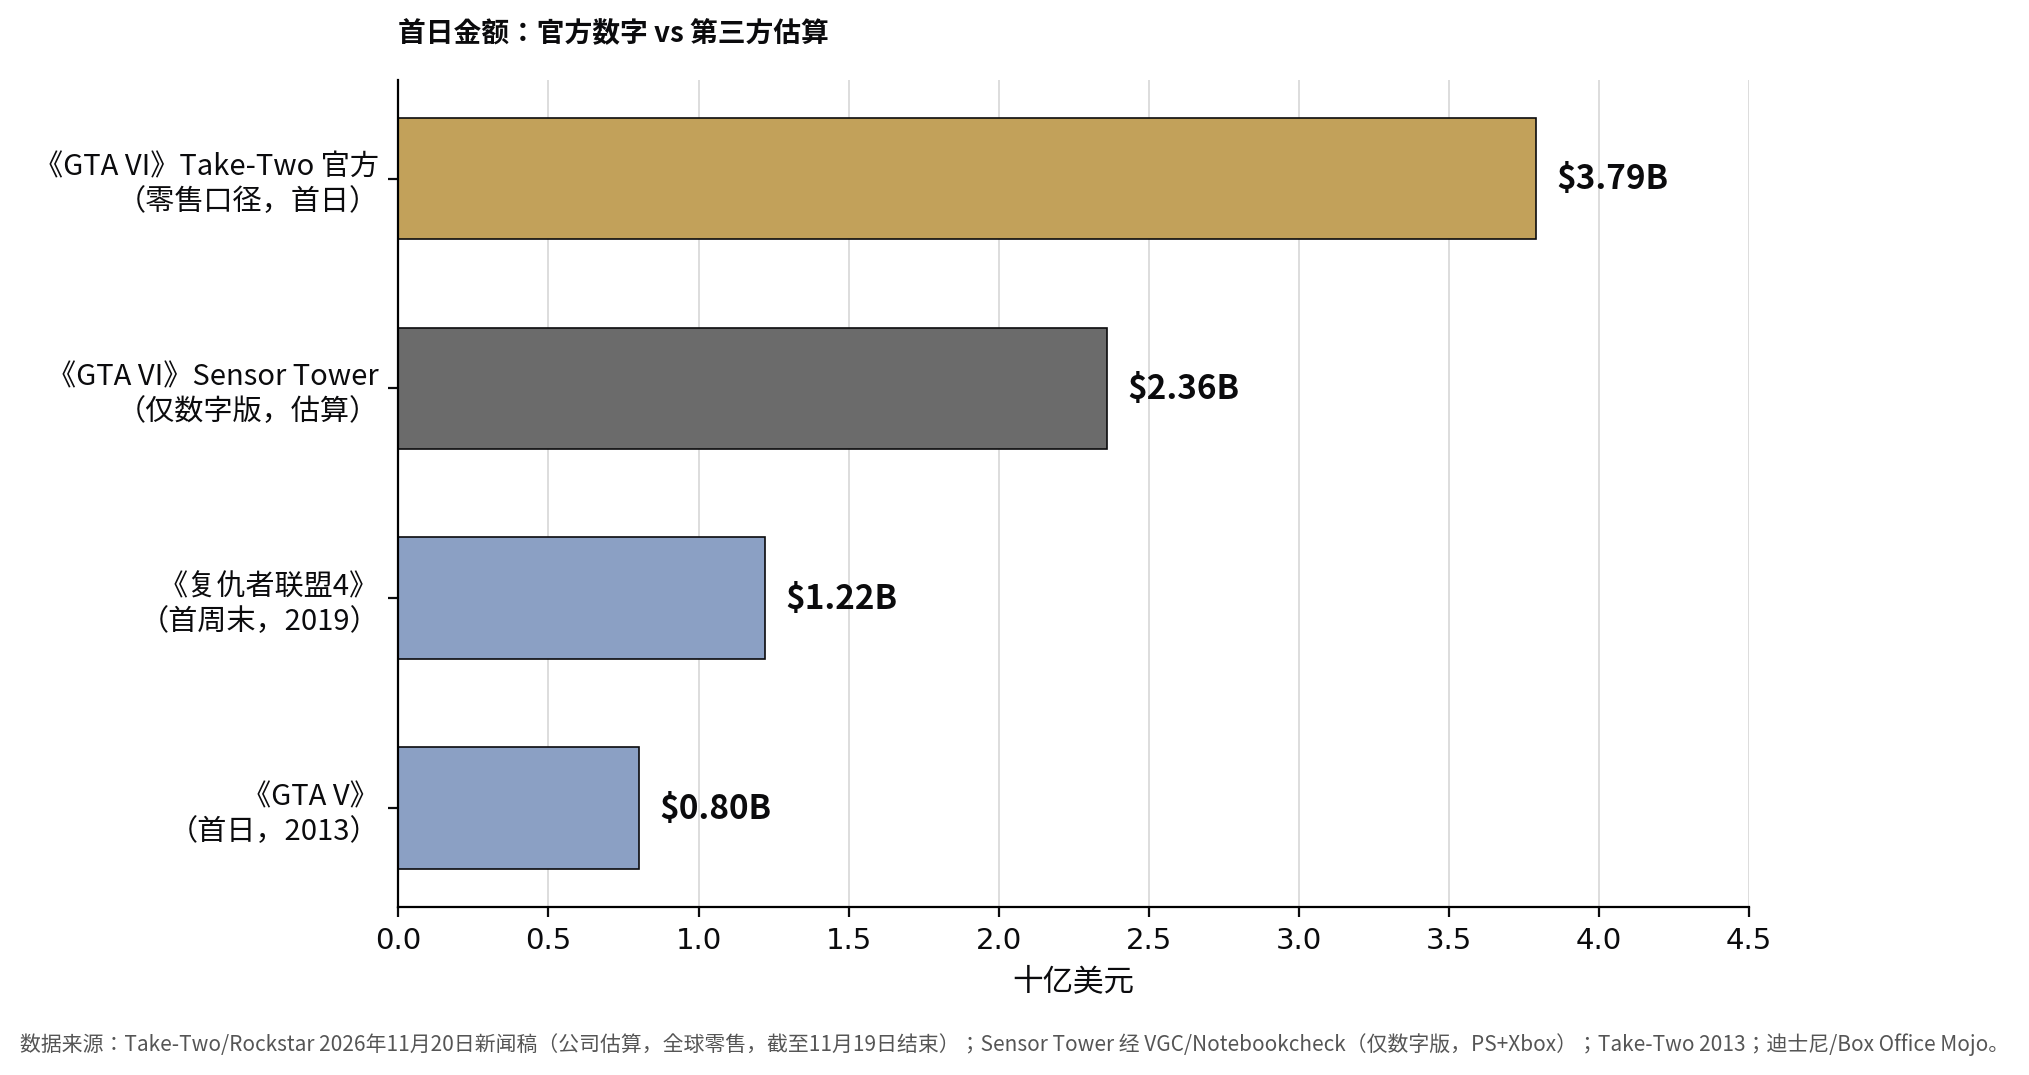 首日金额：官方数字 vs 第三方估算
《GTA VI》Take-Two 官方
（零售口径，首日）
$3.79B
《GTA VI》Sensor Tower
（仅数字版，估算）
$2.36B
《复仇者联盟4》
（首周末，2019）
$1.22B
《GTA V》
（首日，2013）
$0.80B
0.0 0.5 1.0 1.5 2.0 2.5 3.0 3.5 4.0 4.5
十亿美元
数据来源：Take-Two/Rockstar 2026年11月20日新闻稿（公司估算，全球零售，截至11月19日结束）；Sensor Tower 经 VGC/Notebookcheck（仅数字版，PS+Xbox）；Take-Two 2013；迪士尼/Box Office Mojo。